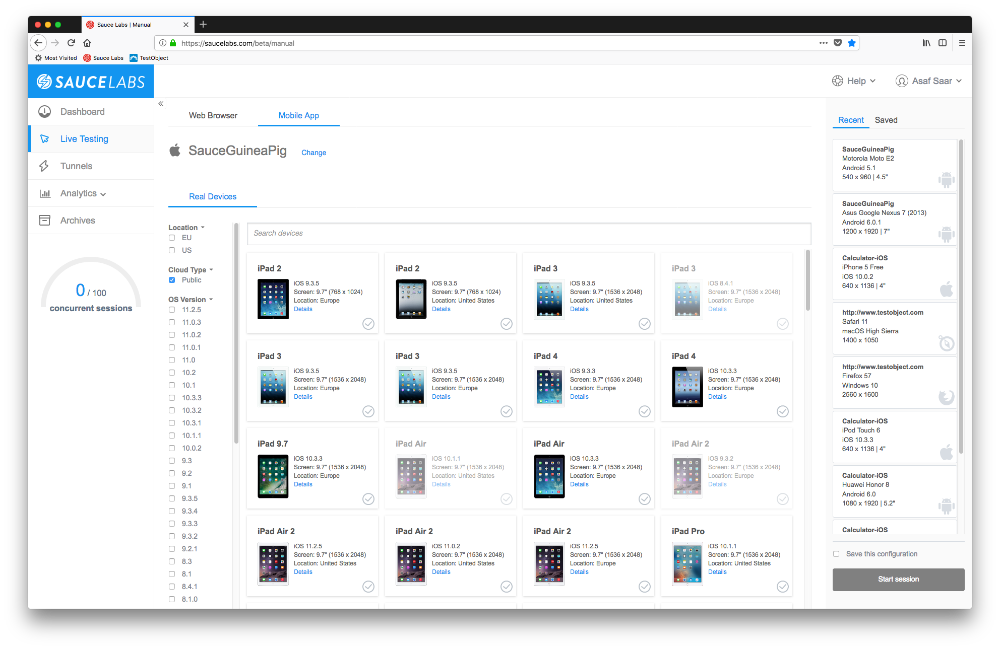 Sauce Labs | Manual
https://saucelabs.com/beta/manual
Most Visited
Sauce Labs
TestObject
SAUCELABS
Help
Asaf Saar
Dashboard
Live Testing
Tunnels
Analytics
Archives
0 / 100
concurrent sessions
Web Browser
Mobile App
SauceGuineaPig
Change
Real Devices
Location
EU
US
Cloud Type
Public
OS Version
11.2.5
11.0.3
11.0.2
11.0.1
11.0
10.2
10.1
10.3.3
10.3.2
10.3.1
10.1.1
10.0.2
9.3
9.2
9.1
9.3.5
9.3.4
9.3.3
9.3.2
9.2.1
8.3
8.1
8.4.1
8.1.0
Search devices
iPad 2
iOS 9.3.5
Screen: 9.7" (768 x 1024)
Location: Europe
Details
iPad 2
iOS 9.3.5
Screen: 9.7" (768 x 1024)
Location: United States
Details
iPad 3
iOS 9.3.5
Screen: 9.7" (1536 x 2048)
Location: United States
Details
iPad 3
iOS 8.4.1
Screen: 9.7" (1536 x 2048)
Location: Europe
Details
iPad 3
iOS 9.3.5
Screen: 9.7" (1536 x 2048)
Location: Europe
Details
iPad 3
iOS 9.3.5
Screen: 9.7" (1536 x 2048)
Location: Europe
Details
iPad 4
iOS 9.3.3
Screen: 9.7" (1536 x 2048)
Location: Europe
Details
iPad 4
iOS 10.3.3
Screen: 9.7" (1536 x 2048)
Location: Europe
Details
iPad 9.7
iOS 10.3.3
Screen: 9.7" (1536 x 2048)
Location: Europe
Details
iPad Air
iOS 10.1.1
Screen: 9.7" (1536 x 2048)
Location: United States
Details
iPad Air
iOS 10.3.3
Screen: 9.7" (1536 x 2048)
Location: Europe
Details
iPad Air 2
iOS 9.3.2
Screen: 9.7" (1536 x 2048)
Location: Europe
Details
iPad Air 2
iOS 11.2.5
Screen: 9.7" (1536 x 2048)
Location: United States
Details
iPad Air 2
iOS 11.0.2
Screen: 9.7" (1536 x 2048)
Location: United States
Details
iPad Air 2
iOS 11.2.5
Screen: 9.7" (1536 x 2048)
Location: Europe
Details
iPad Pro
iOS 10.1.1
Screen: 9.7" (1536 x 2048)
Location: United States
Details
Recent
Saved
SauceGuineaPig
Motorola Moto E2
Android 5.1
540 x 960 | 4.5"
SauceGuineaPig
Asus Google Nexus 7 (2013)
Android 6.0.1
1200 x 1920 | 7"
Calculator-iOS
iPhone 5 Free
iOS 10.0.2
640 x 1136 | 4"
http://www.testobject.com
Safari 11
macOS High Sierra
1400 x 1050
http://www.testobject.com
Firefox 57
Windows 10
2560 x 1600
Calculator-iOS
iPod Touch 6
iOS 10.3.3
640 x 1136 | 4"
Calculator-iOS
Huawei Honor 8
Android 6.0
1080 x 1920 | 5.2"
Calculator-iOS
Save this configuration
Start session